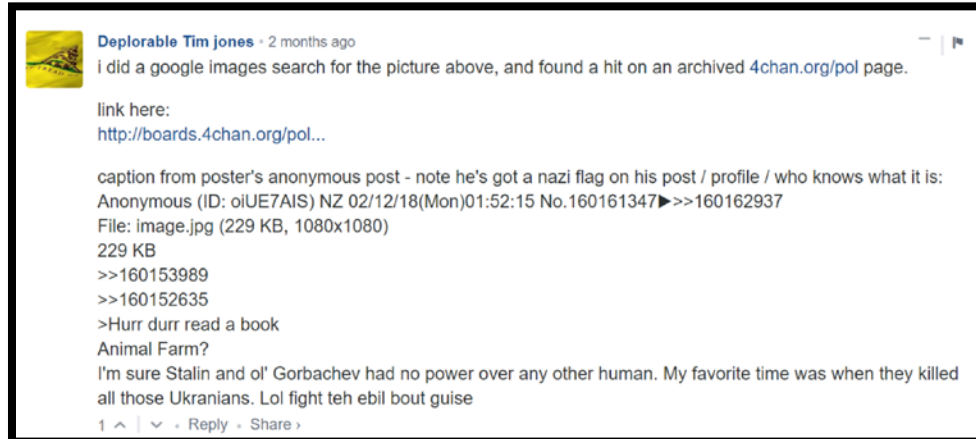 Deplorable Tim jones • 2 months ago
i did a google images search for the picture above, and found a hit on an archived 4chan.org/pol page.
link here:
http://boards.4chan.org/pol...
caption from poster's anonymous post - note he's got a nazi flag on his post / profile / who knows what it is:
Anonymous (ID: oiUE7AIS) NZ 02/12/18(Mon)01:52:15 No.160161347▶>>160162937
File: image.jpg (229 KB, 1080x1080)
229 KB
>>160153989
>>160152635
>Hurr durr read a book
Animal Farm?
I'm sure Stalin and ol' Gorbachev had no power over any other human. My favorite time was when they killed
all those Ukranians. Lol fight teh ebil bout guise
1 • Reply • Share ›